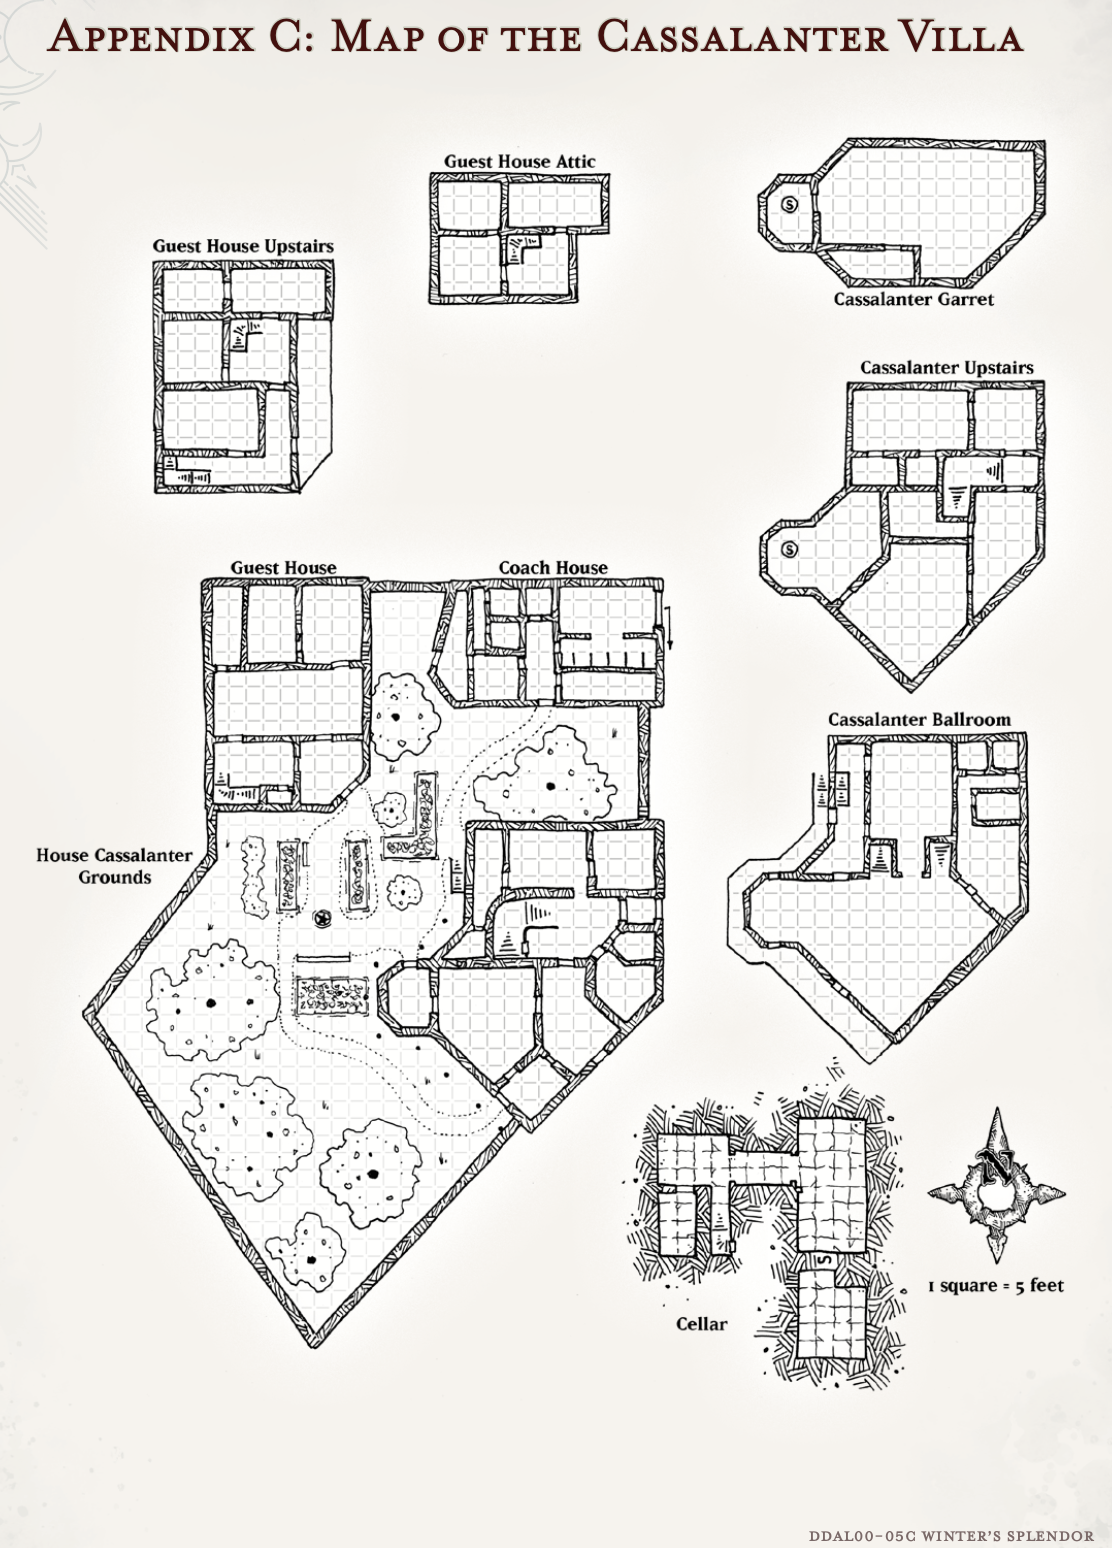 Appendix C: Map of the Cassalanter Villa
Guest House Attic
Guest House Upstairs
S
Cassalanter Garret
Cassalanter Upstairs
S
Guest House
Coach House
Cassalanter Ballroom
House Cassalanter
Grounds
N
S
1 square = 5 feet
Cellar
DDAL00-05C Winter's Splendor